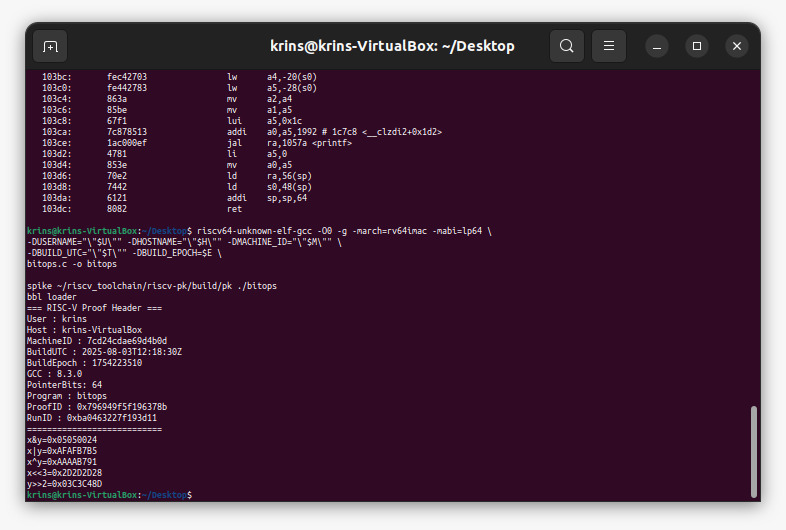 krins@krins-VirtualBox: ~/Desktop
103bc: fec42703 lw a4,-20(s0)
103c0: fe442783 lw a5,-28(s0)
103c4: 863a mv a2,a4
103c6: 85be mv a1,a5
103c8: 67f1 lui a5,0x1c
103ca: 7c878513 addi a0,a5,1992 # 1c7c8 <__clzdi2+0x1d2>
103ce: 1ac000ef jal ra,1057a <printf>
103d2: 4781 li a5,0
103d4: 853e mv a0,a5
103d6: 70e2 ld ra,56(sp)
103d8: 7442 ld s0,48(sp)
103da: 6121 addi sp,sp,64
103dc: 8082 ret
krins@krins-VirtualBox:~/Desktop$ riscv64-unknown-elf-gcc -O0 -g -march=rv64imac -mabi=lp64 \
-DUSERNAME="\"$U\"" -DHOSTNAME="\"$H\"" -DMACHINE_ID="\"$M\"" \
-DBUILD_UTC="\"$T\"" -DBUILD_EPOCH=$E \
bitops.c -o bitops
spike ~/riscv_toolchain/riscv-pk/build/pk ./bitops
bbl loader
=== RISC-V Proof Header ===
User : krins
Host : krins-VirtualBox
MachineID : 7cd24cdae69d4b0d
BuildUTC : 2025-08-03T12:18:30Z
BuildEpoch : 1754223510
GCC : 8.3.0
PointerBits: 64
Program : bitops
ProofID : 0x796949f5f196378b
RunID : 0xba0463227f193d11
===========================
x&y=0x05050024
x|y=0xAFAFB7B5
x^y=0xAAAAB791
x<<3=0x2D2D2D28
y>>2=0x03C3C48D
krins@krins-VirtualBox:~/Desktop$